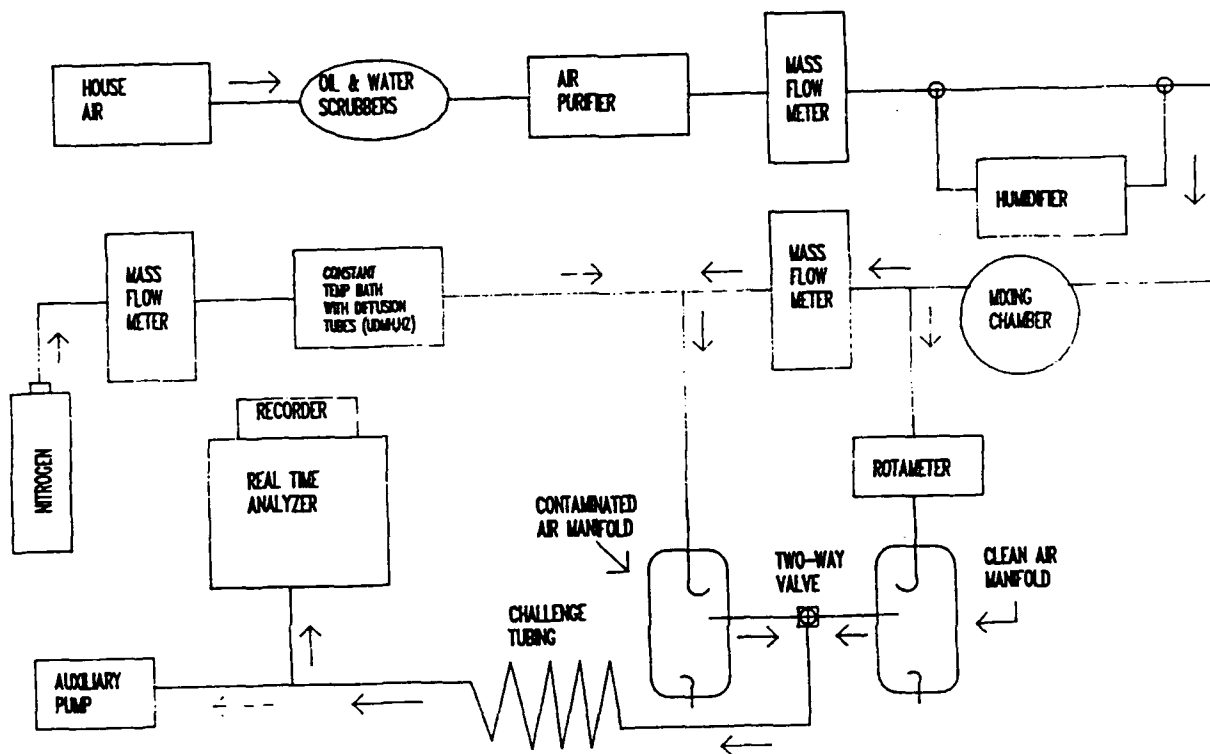 HOUSE
AIR
OIL & WATER
SCRUBBERS
AIR
PURIFIER
MASS
FLOW
METER
HUMIDIFIER
MASS
FLOW
METER
CONSTANT
TEMP BATH
WITH DIFFUSION
TUBES (UDMH,HZ)
MASS
FLOW
METER
MIXING
CHAMBER
NITROGEN
RECORDER
REAL TIME
ANALYZER
CONTAMINATED
AIR MANIFOLD
ROTAMETER
TWO-WAY
VALVE
CLEAN AIR
MANIFOLD
CHALLENGE
TUBING
AUXILIARY
PUMP